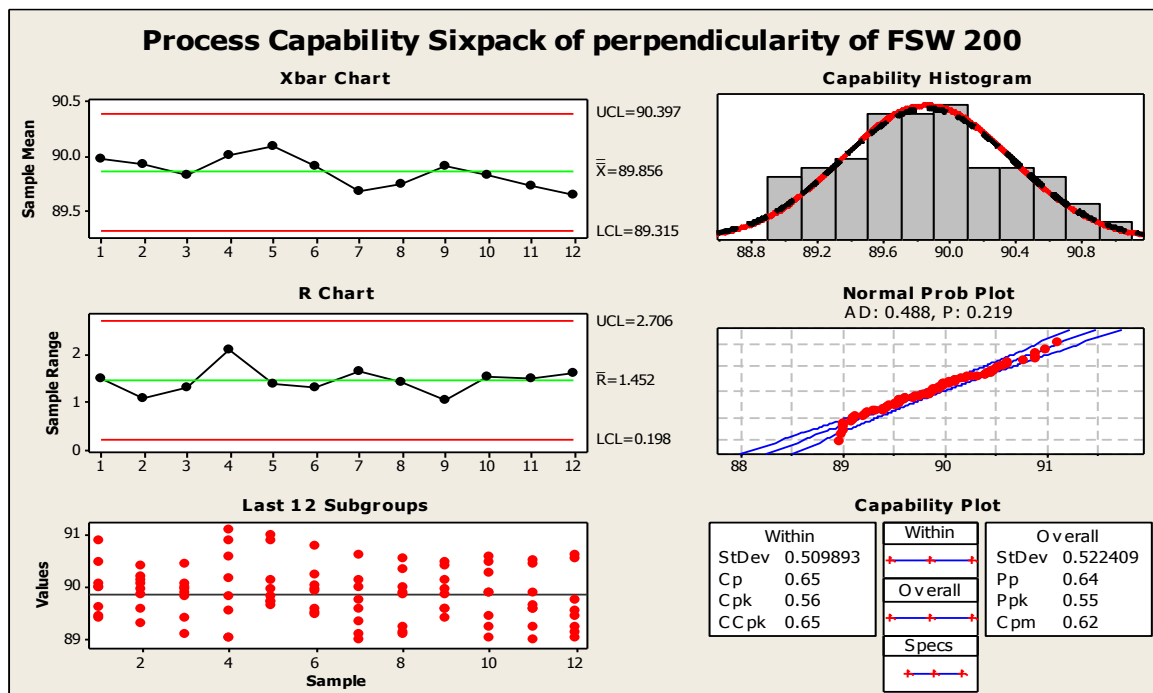 Process Capability Sixpack of perpendicularity of FSW 200
Xbar Chart
Sample Mean
90.5
90.0
89.5
1 2 3 4 5 6 7 8 9 10 11 12
UCL=90.397
X=89.856
LCL=89.315
Capability Histogram
88.8 89.2 89.6 90.0 90.4 90.8
R Chart
Sample Range
2
1
0
1 2 3 4 5 6 7 8 9 10 11 12
UCL=2.706
R=1.452
LCL=0.198
Normal Prob Plot
AD: 0.488, P: 0.219
88 89 90 91
Last 12 Subgroups
Values
91
90
89
2 4 6 8 10 12
Sample
Capability Plot
Within
StDev 0.509893
Cp 0.65
Cpk 0.56
CCpk 0.65
Within
Overall
Specs
Overall
StDev 0.522409
Pp 0.64
Ppk 0.55
Cpm 0.62